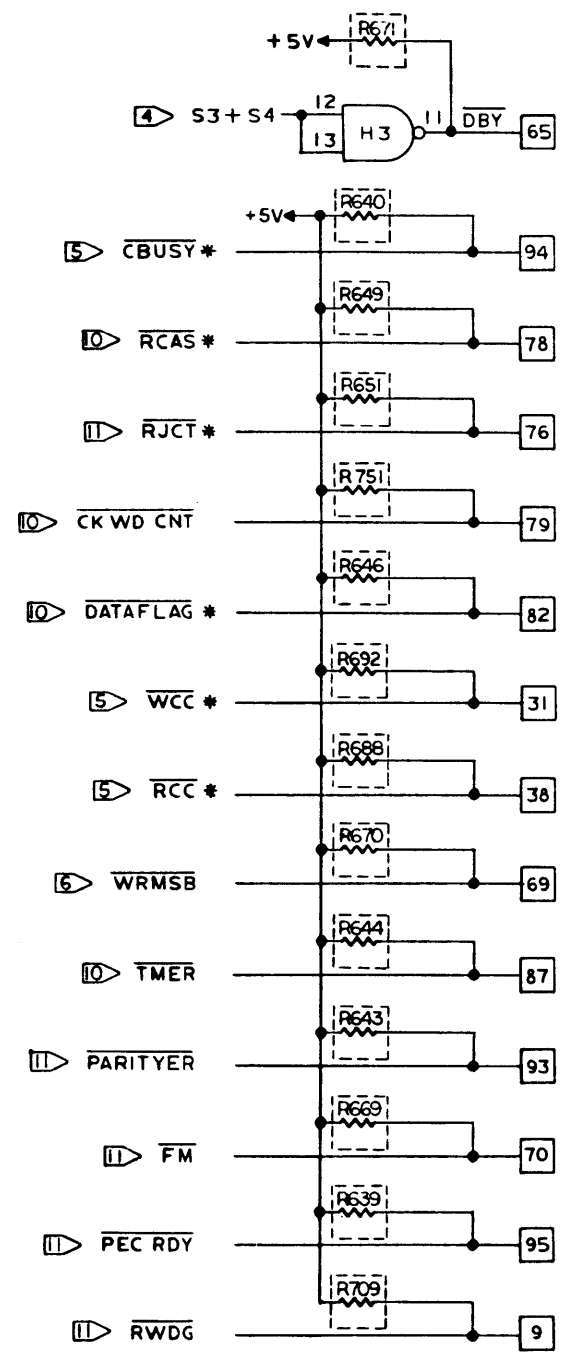 R671
+5V
4 S3+S4 12 11 DBY 65
H3
13
R640
+5V
5 CBUSY* 94
R649
10 RCAS* 78
R651
11 RJCT* 76
R751
10 CK WD CNT 79
R646
10 DATAFLAG* 82
R692
5 WCC* 31
R688
5 RCC* 38
R670
6 WRMSB 69
R644
10 TMER 87
R643
11 PARITYER 93
R669
11 FM 70
R639
11 PEC RDY 95
R709
11 RWDG 9